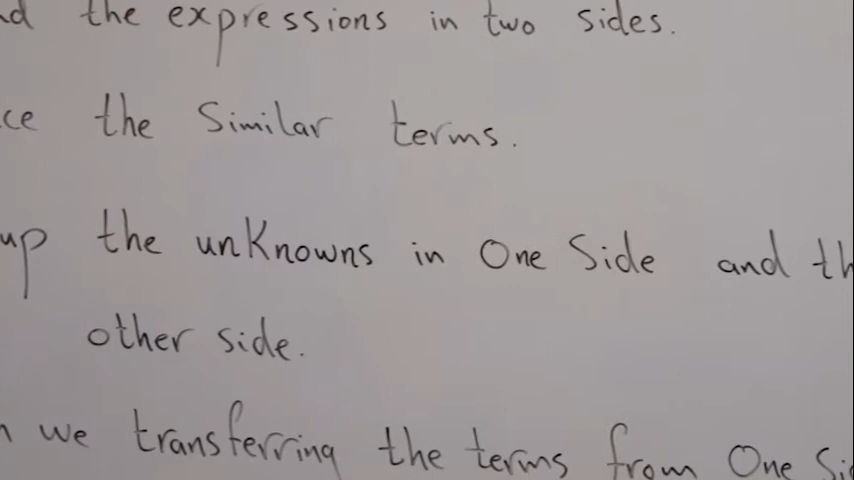 the expressions in two sides.
the Similar terms.
the unknowns in One Side and
other side.
we transferring the terms from One